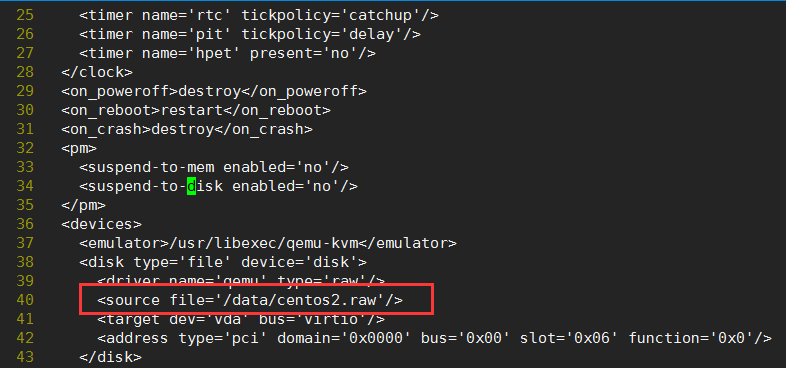 25     <timer name='rtc' tickpolicy='catchup'/>
26     <timer name='pit' tickpolicy='delay'/>
27     <timer name='hpet' present='no'/>
28   </clock>
29   <on_poweroff>destroy</on_poweroff>
30   <on_reboot>restart</on_reboot>
31   <on_crash>destroy</on_crash>
32   <pm>
33     <suspend-to-mem enabled='no'/>
34     <suspend-to-disk enabled='no'/>
35   </pm>
36   <devices>
37     <emulator>/usr/libexec/qemu-kvm</emulator>
38     <disk type='file' device='disk'>
39       <driver name='qemu' type='raw'/>
40       <source file='/data/centos2.raw'/>
41       <target dev='vda' bus='virtio'/>
42       <address type='pci' domain='0x0000' bus='0x00' slot='0x06' function='0x0'/>
43     </disk>